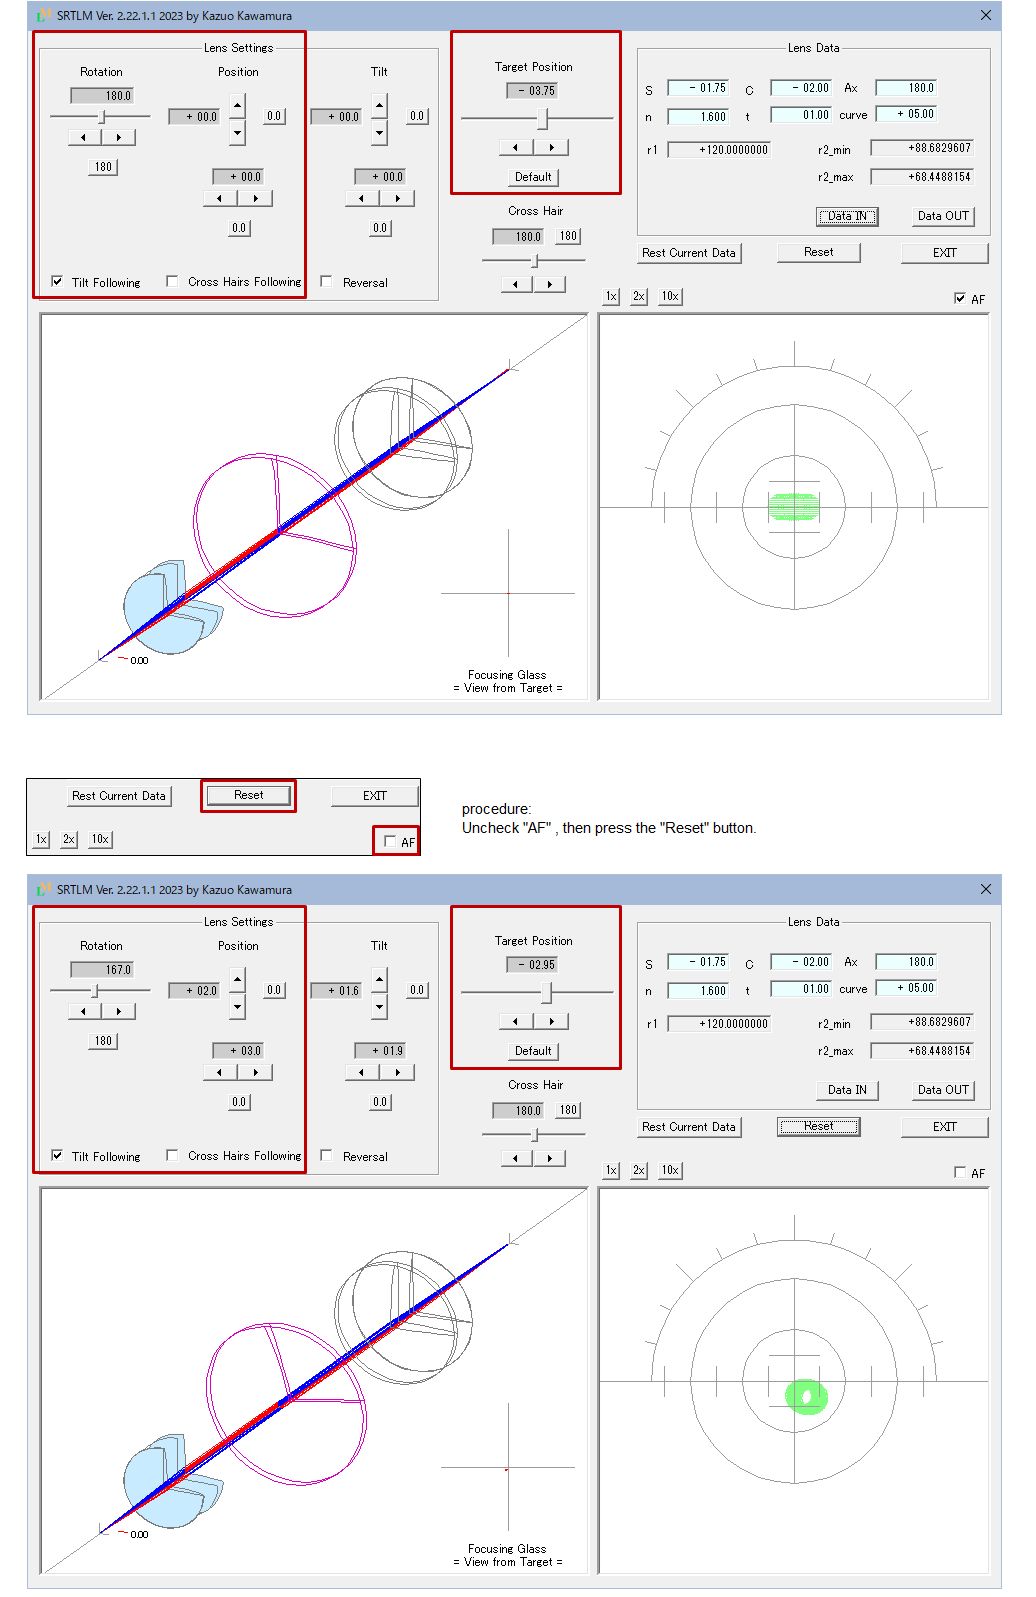 SRTLM Ver. 2.22.1.1 2023 by Kazuo Kawamura
Lens Settings
Rotation
Position
Tilt
180.0
+ 00.0
0.0
+ 00.0
0.0
180
+ 00.0
+ 00.0
0.0
0.0
Tilt Following
Cross Hairs Following
Reversal
Target Position
- 03.75
Default
Cross Hair
180.0
180
Lens Data
S - 01.75 C - 02.00 Ax 180.0
n 1.600 t 01.00 curve + 05.00
r1 +120.0000000 r2_min +88.6829607
r2_max +68.4488154
Data IN
Data OUT
Rest Current Data
Reset
EXIT
1x
2x
10x
AF
0.00
Focusing Glass
= View from Target =
Rest Current Data
Reset
EXIT
1x
2x
10x
AF
procedure:
Uncheck "AF" , then press the "Reset" button.
SRTLM Ver. 2.22.1.1 2023 by Kazuo Kawamura
Lens Settings
Rotation
Position
Tilt
167.0
+ 02.0
0.0
+ 01.6
0.0
180
+ 03.0
+ 01.9
0.0
0.0
Tilt Following
Cross Hairs Following
Reversal
Target Position
- 02.95
Default
Cross Hair
180.0
180
Lens Data
S - 01.75 C - 02.00 Ax 180.0
n 1.600 t 01.00 curve + 05.00
r1 +120.0000000 r2_min +88.6829607
r2_max +68.4488154
Data IN
Data OUT
Rest Current Data
Reset
EXIT
1x
2x
10x
AF
0.00
Focusing Glass
= View from Target =